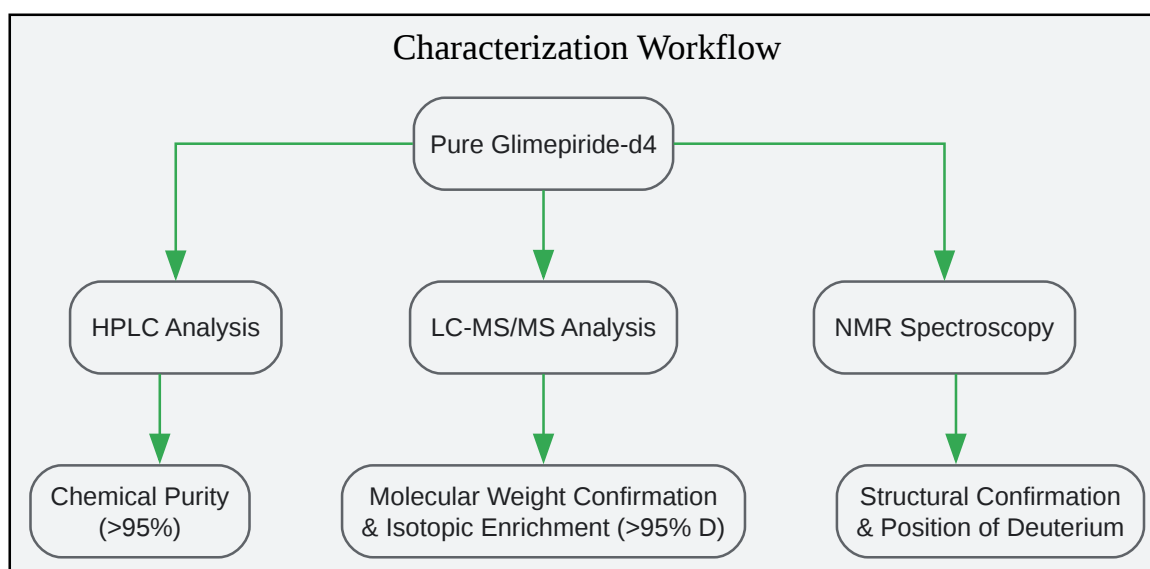 Characterization Workflow
Pure Glimepiride-d4
HPLC Analysis
LC-MS/MS Analysis
NMR Spectroscopy
Chemical Purity
(>95%)
Molecular Weight Confirmation
& Isotopic Enrichment (>95% D)
Structural Confirmation
& Position of Deuterium